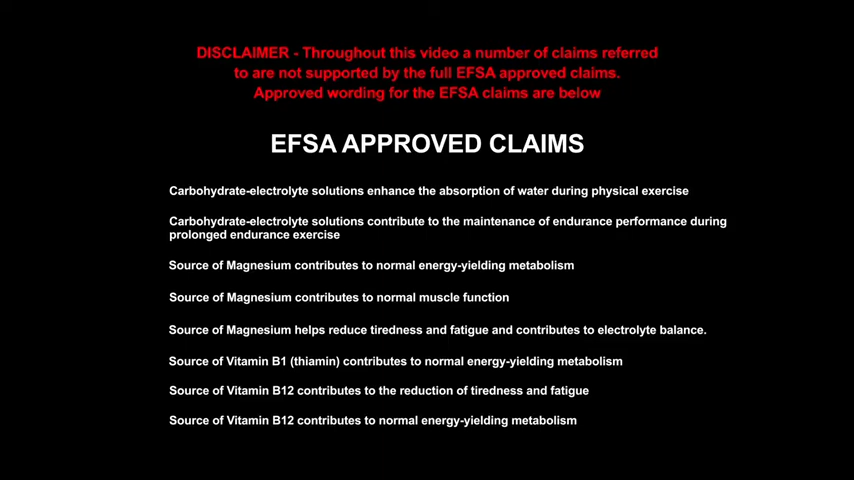 DISCLAIMER - Throughout this video a number of claims referred
to are not supported by the full EFSA approved claims.
Approved wording for the EFSA claims are below
EFSA APPROVED CLAIMS
Carbohydrate-electrolyte solutions enhance the absorption of water during physical exercise
Carbohydrate-electrolyte solutions contribute to the maintenance of endurance performance during
prolonged endurance exercise
Source of Magnesium contributes to normal energy-yielding metabolism
Source of Magnesium contributes to normal muscle function
Source of Magnesium helps reduce tiredness and fatigue and contributes to electrolyte balance.
Source of Vitamin B1 (thiamin) contributes to normal energy-yielding metabolism
Source of Vitamin B12 contributes to the reduction of tiredness and fatigue
Source of Vitamin B12 contributes to normal energy-yielding metabolism